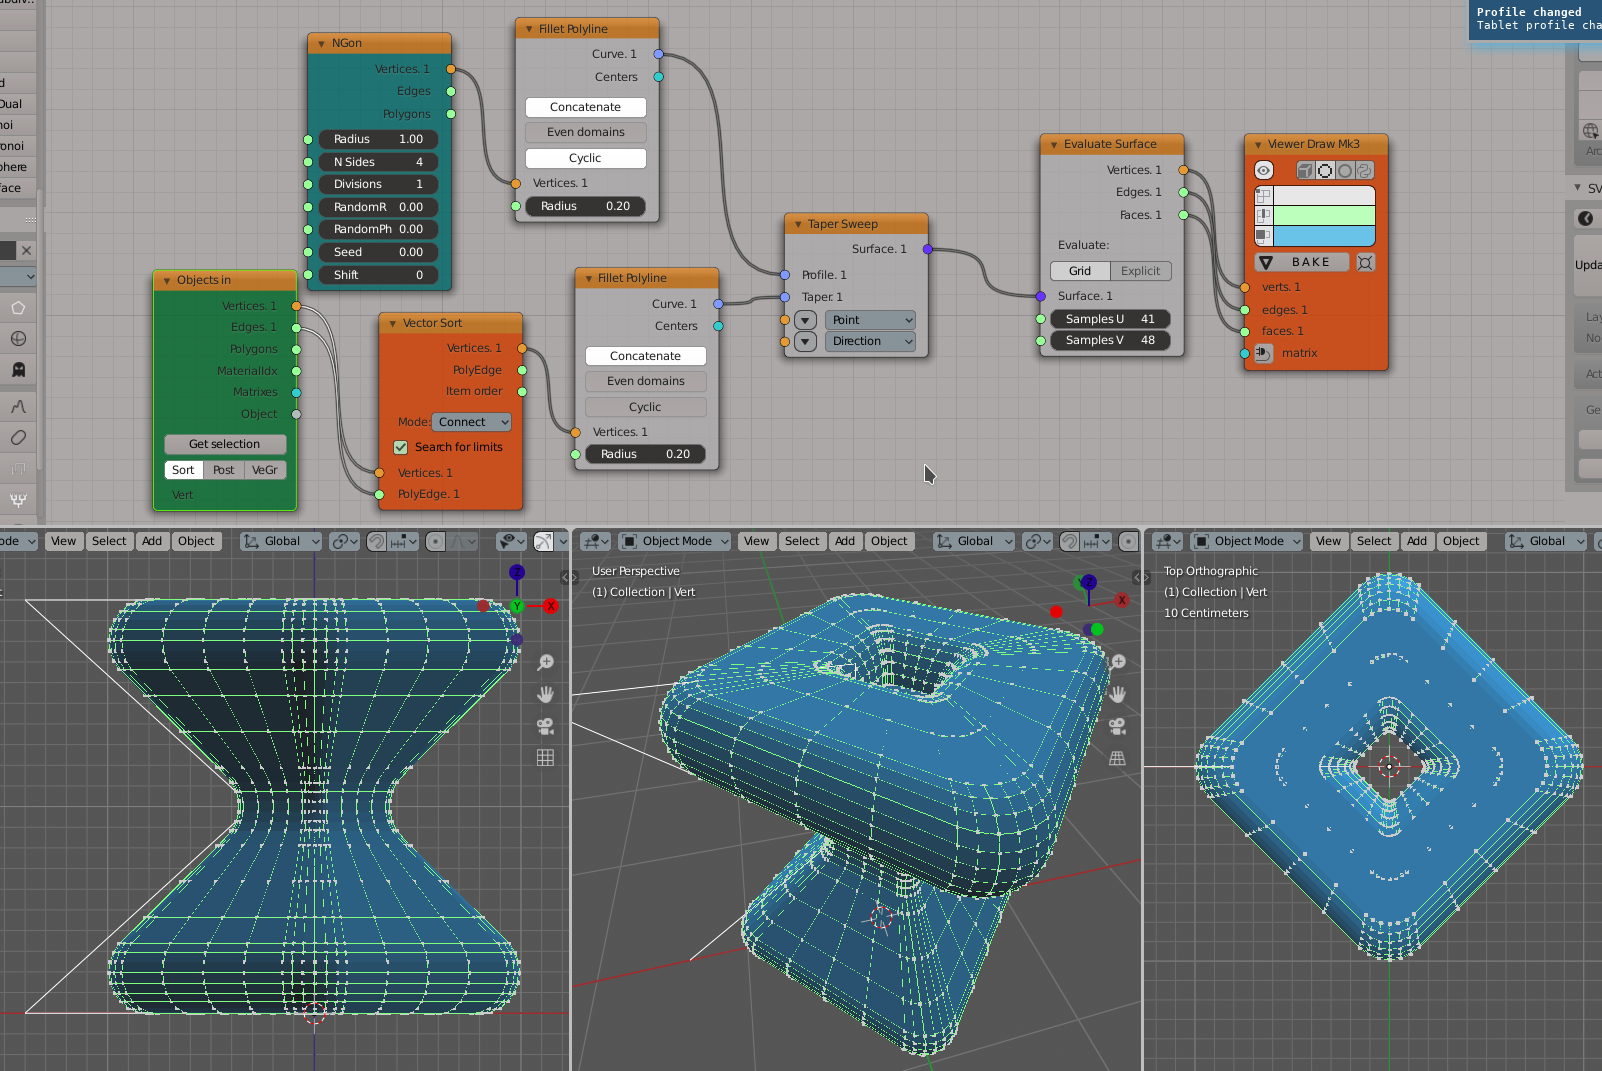 Profile changed
Tablet profile cha
NGon
Vertices. 1
Edges
Polygons
Radius 1.00
N Sides 4
Divisions 1
RandomR 0.00
RandomPh 0.00
Seed 0.00
Shift 0
Fillet Polyline
Curve. 1
Centers
Concatenate
Even domains
Cyclic
Vertices. 1
Radius 0.20
Objects in
Vertices. 1
Edges. 1
Polygons
MaterialIdx
Matrixes
Object
Get selection
Sort Post VeGr
Vert
Vector Sort
Vertices. 1
PolyEdge
Item order
Mode: Connect
Search for limits
Vertices. 1
PolyEdge. 1
Fillet Polyline
Curve. 1
Centers
Concatenate
Even domains
Cyclic
Vertices. 1
Radius 0.20
Taper Sweep
Surface. 1
Profile. 1
Taper. 1
Point
Direction
Evaluate Surface
Vertices. 1
Edges. 1
Faces. 1
Evaluate:
Grid Explicit
Surface. 1
Samples U 41
Samples V 48
Viewer Draw Mk3
BAKE
verts. 1
edges. 1
faces. 1
matrix
d
Dual
noi
ronoi
phere
face
Arc
SV
Upda
Lay
No
Act
Ge
ode View Select Add Object Global
Z
Y
X
Object Mode View Select Add Object Global
User Perspective
(1) Collection | Vert
Z
X
Object Mode View Select Add Object Global
Top Orthographic
(1) Collection | Vert
10 Centimeters